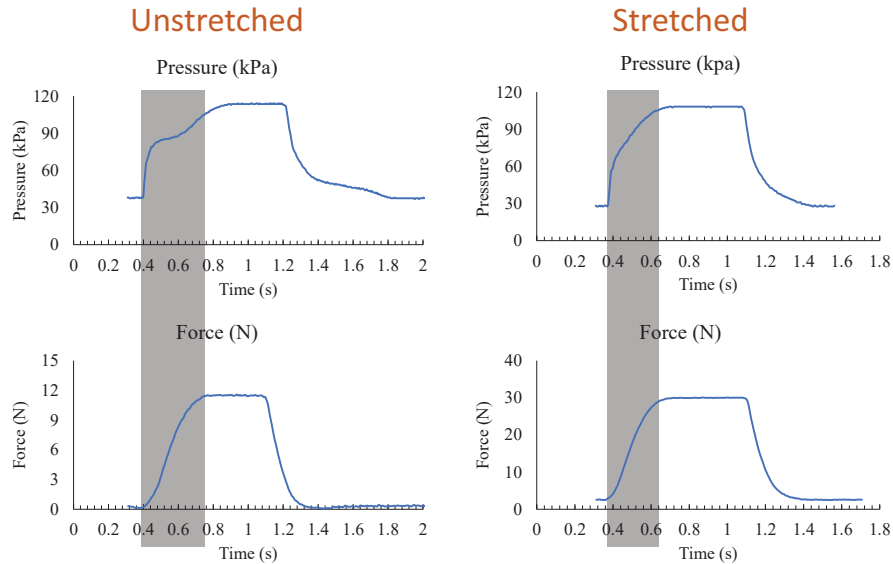 Unstretched
Stretched
Pressure (kPa)
Pressure (kPa)
120
90
60
30
0
0 0.2 0.4 0.6 0.8 1 1.2 1.4 1.6 1.8 2
Time (s)
Pressure (kpa)
Pressure (kPa)
120
90
60
30
0
0 0.2 0.4 0.6 0.8 1 1.2 1.4 1.6 1.8
Time (s)
Force (N)
Force (N)
15
12
9
6
3
0
0 0.2 0.4 0.6 0.8 1 1.2 1.4 1.6 1.8 2
Time (s)
Force (N)
Force (N)
40
30
20
10
0
0 0.2 0.4 0.6 0.8 1 1.2 1.4 1.6 1.8
Time (s)